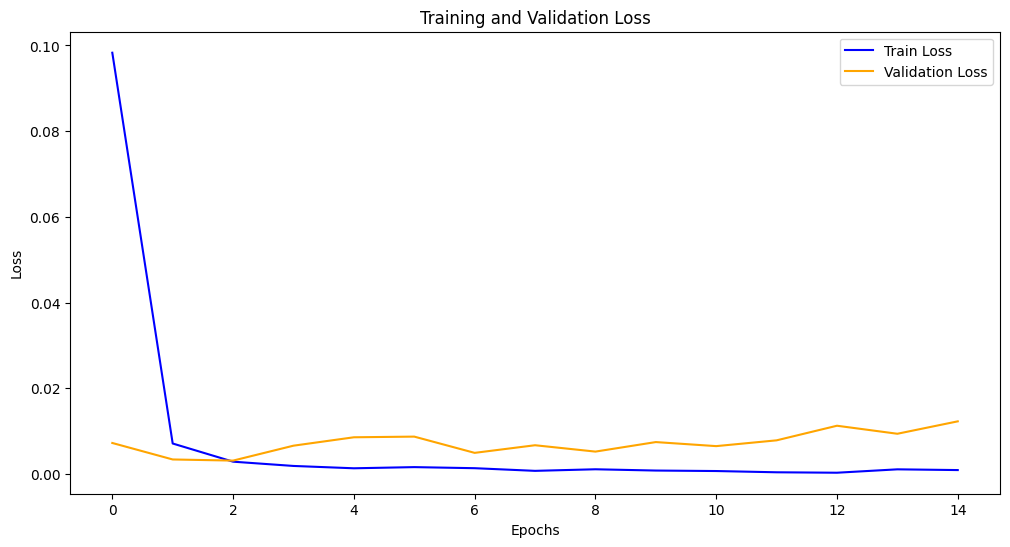 Training and Validation Loss
Train Loss
Validation Loss
0.10
0.08
0.06
0.04
0.02
0.00
Loss
0 2 4 6 8 10 12 14
Epochs